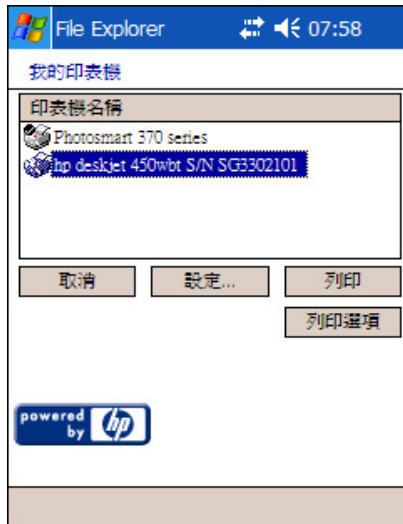 File Explorer 07:58
我的印表機
印表機名稱
Photosmart 370 series
hp deskjet 450wbt S/N SG3302101
取消 設定... 列印
列印選項
powered
by hp